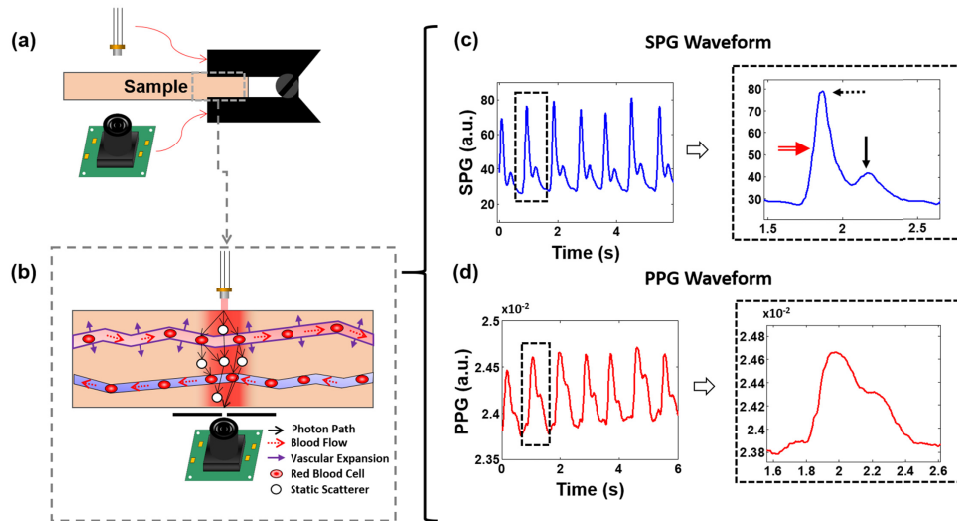 (a)
Sample
(b)
Photon Path
Blood Flow
Vascular Expansion
Red Blood Cell
Static Scatterer
(c)
SPG Waveform
SPG (a.u.)
80
60
40
20
0
2
4
Time (s)
80
70
60
50
40
30
1.5
2
2.5
(d)
PPG Waveform
x10⁻²
PPG (a.u.)
2.5
2.45
2.4
2.35
0
2
4
6
Time (s)
x10⁻²
2.48
2.46
2.44
2.42
2.4
2.38
1.6
1.8
2
2.2
2.4
2.6